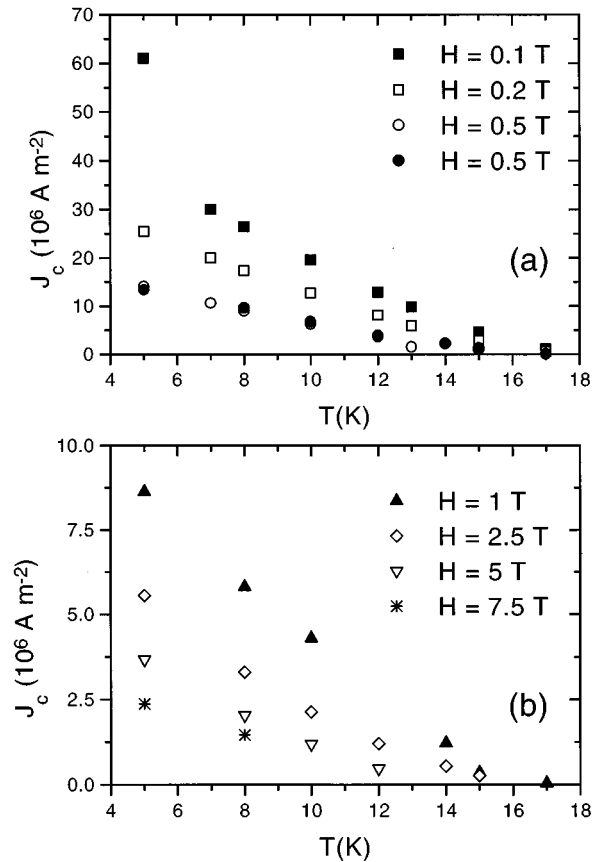 70
60
50
40
30
20
10
0
J_c (10^6 A m^-2)
H = 0.1 T
H = 0.2 T
H = 0.5 T
H = 0.5 T
(a)
4 6 8 10 12 14 16 18
T(K)
10.0
7.5
5.0
2.5
0.0
J_c (10^6 A m^-2)
H = 1 T
H = 2.5 T
H = 5 T
H = 7.5 T
(b)
4 6 8 10 12 14 16 18
T(K)